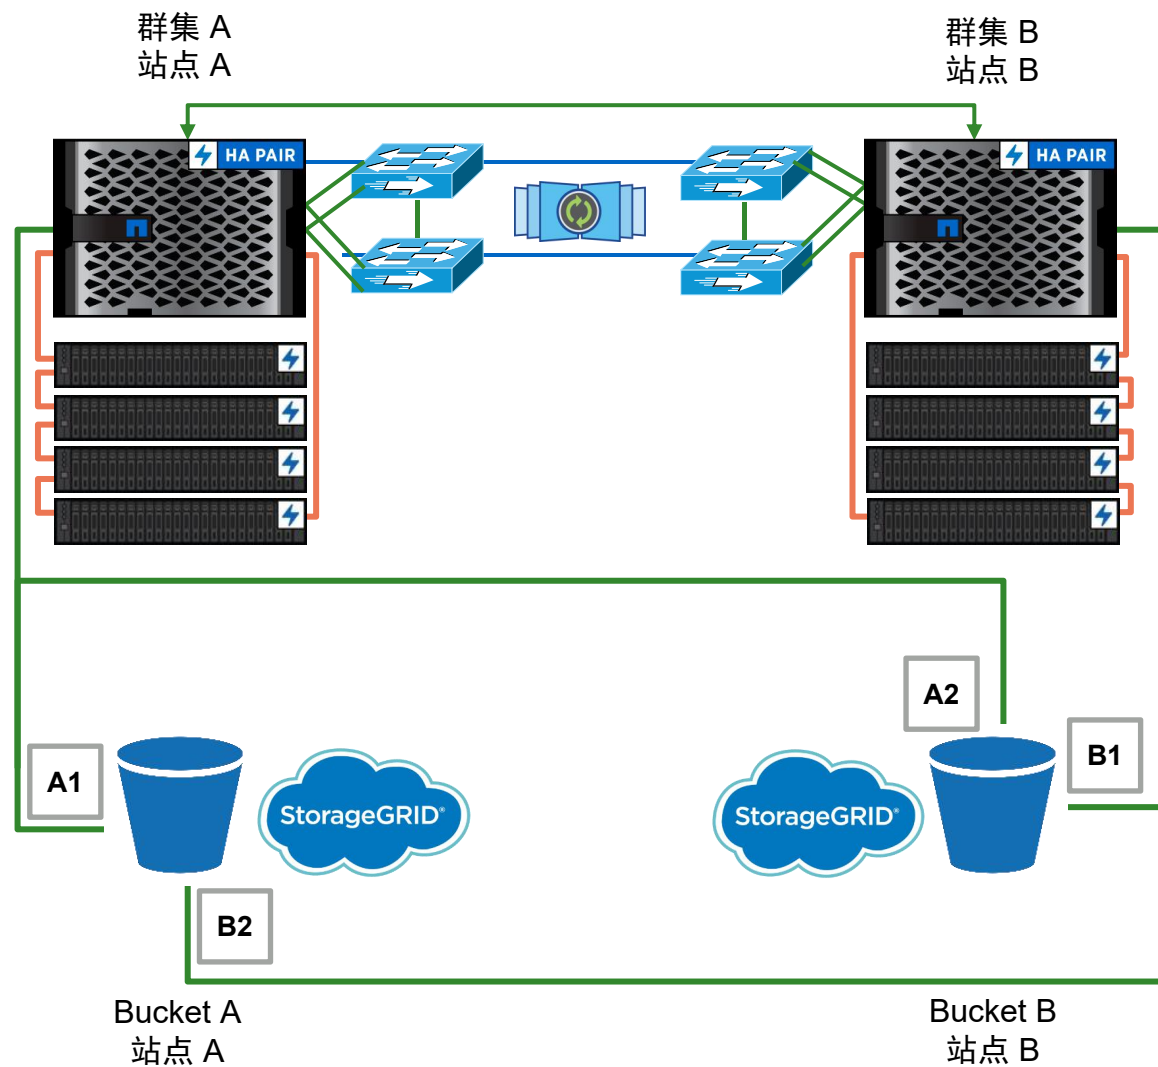 群集 A
站点 A
群集 B
站点 B
HA PAIR
HA PAIR
A2
B1
A1
StorageGRID®
StorageGRID®
B2
Bucket A
站点 A
Bucket B
站点 B